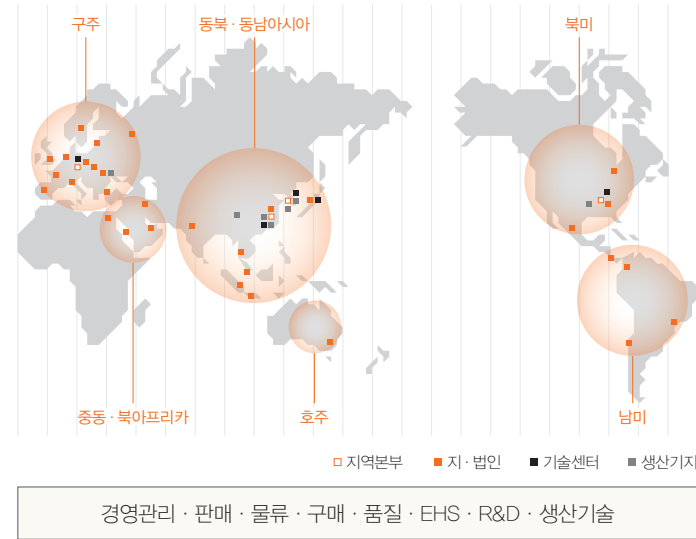 구주
동북 · 동남아시아
북미
중동 · 북아프리카
호주
남미
지역본부
지 · 법인
기술센터
생산기지
경영관리 · 판매 · 물류 · 구매 · 품질 · EHS · R&D · 생산기술